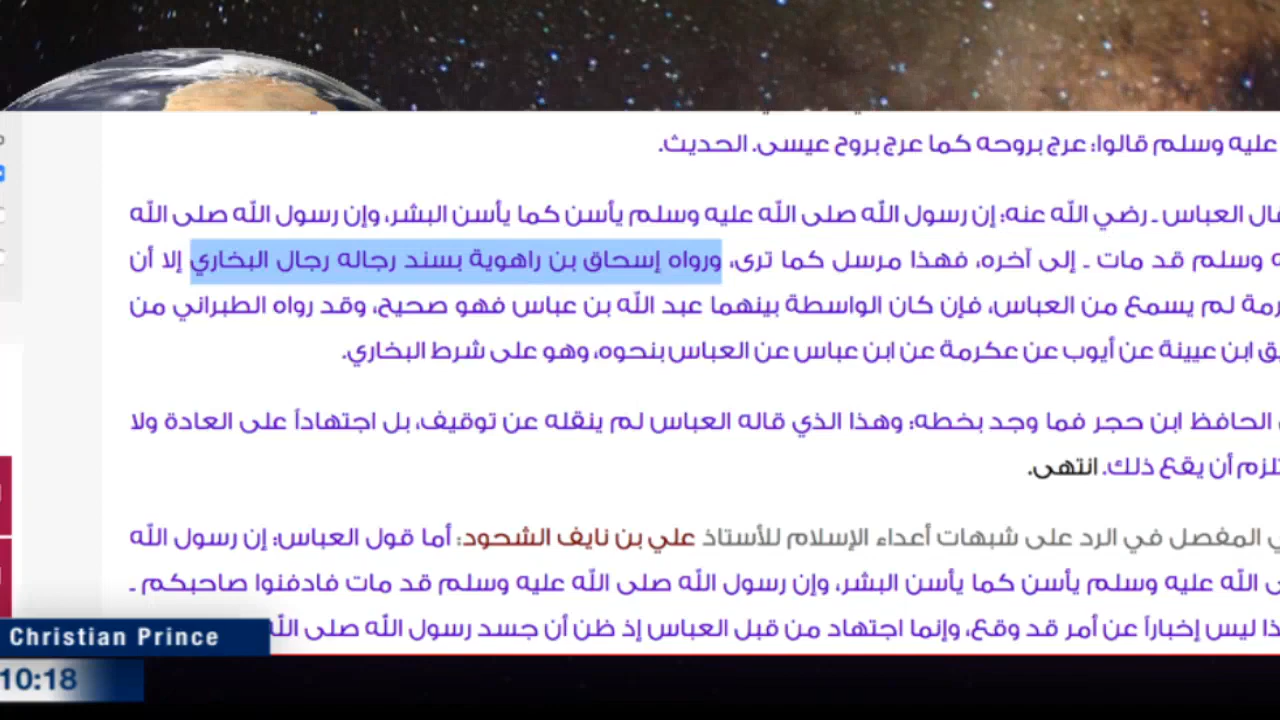 عليه وسلم قالوا: عرج بروحه كما عرج بروح عيسى. الحديث.
العباس ـ رضي الله عنه: إن رسول الله صلى الله عليه وسلم يأسن كما يأسن البشر، وإن رسول الله صلى الله
وسلم قد مات ـ إلى آخره، فهذا مرسل كما ترى، ورواه إسحاق بن راهوية بسند رجاله رجال البخاري إلا أن
لم يسمع من العباس، فإن كان الواسطة بينهما عبد الله بن عباس فهو صحيح، وقد رواه الطبراني من
ابن عيينة عن أيوب عن عكرمة عن ابن عباس عن العباس بنحوه، وهو على شرط البخاري.
الحافظ ابن حجر فما وجد بخطه: وهذا الذي قاله العباس لم ينقله عن توقيف، بل اجتهاداً على العادة ولا
أن يقع ذلك. انتهى.
المفصل في الرد على شبهات أعداء الإسلام للأستاذ علي بن نايف الشحود: أما قول العباس: إن رسول الله
الله عليه وسلم يأسن كما يأسن البشر، وإن رسول الله صلى الله عليه وسلم قد مات فادفنوا صاحبكم ـ
ليس إخباراً عن أمر قد وقع، وإنما اجتهاد من قبل العباس إذ ظن أن جسد رسول الله صلى الله
Christian Prince
10:18